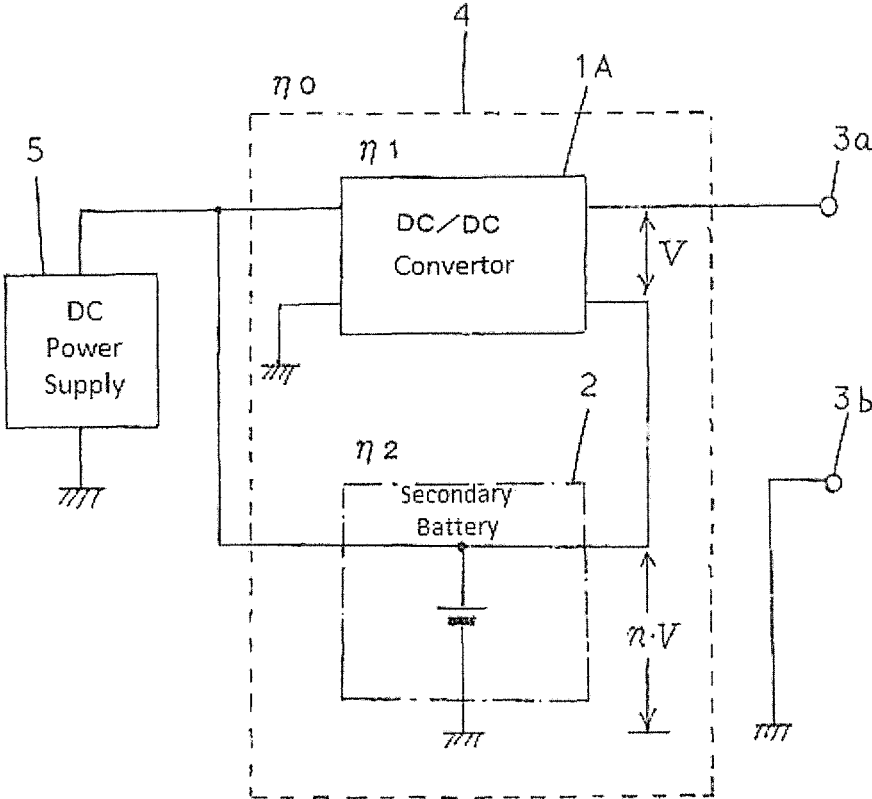 4
η0
1A
5
η1
3a
DC/DC
Convertor
V
DC
Power
Supply
2
3b
η2
Secondary
Battery
n·V